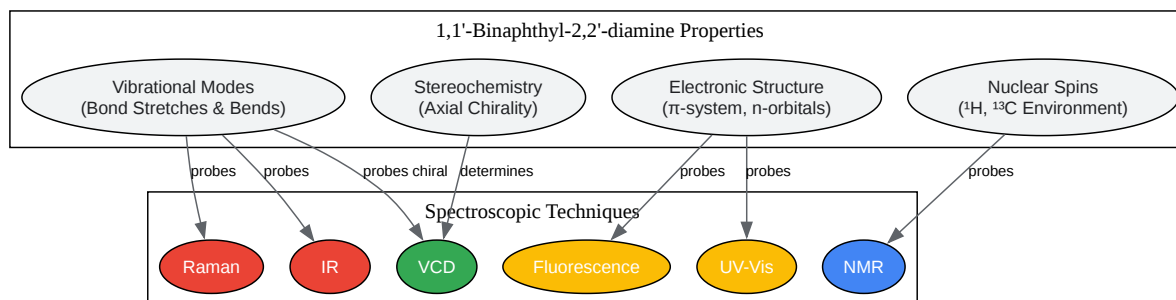 1,1'-Binaphthyl-2,2'-diamine Properties
Vibrational Modes
(Bond Stretches & Bends)
Stereochemistry
(Axial Chirality)
Electronic Structure
(π-system, n-orbitals)
Nuclear Spins
(¹H, ¹³C Environment)
probes
probes
probes chiral
determines
probes
probes
probes
Spectroscopic Techniques
Raman
IR
VCD
Fluorescence
UV-Vis
NMR